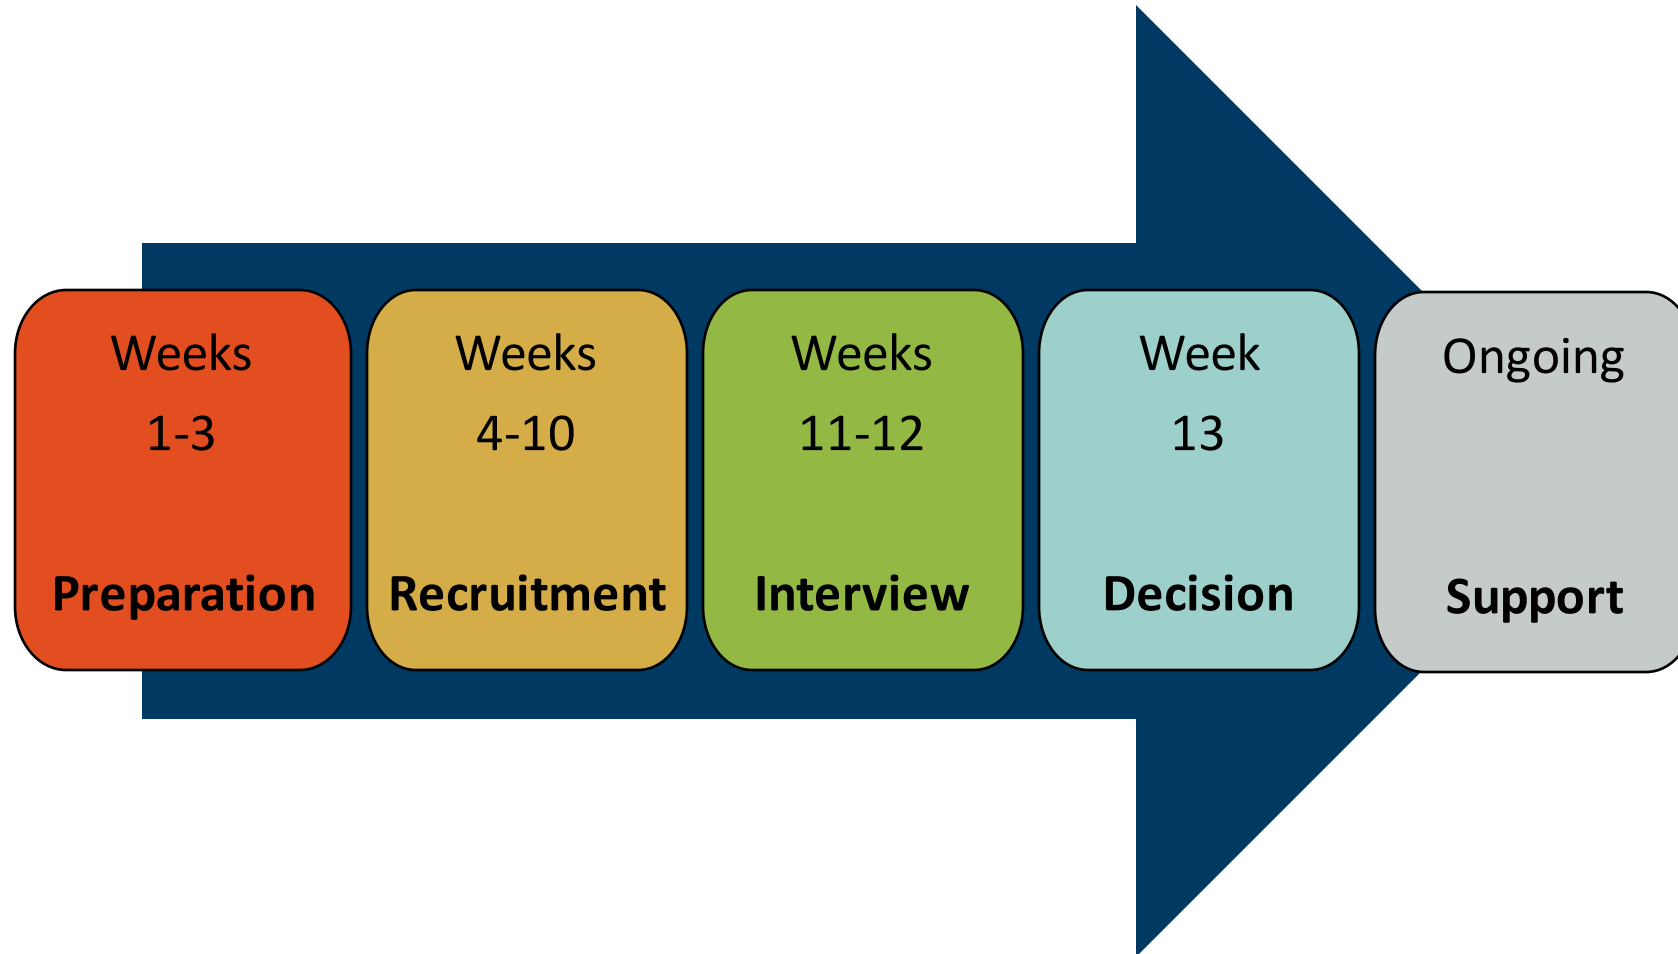 Weeks
1-3
Preparation
Weeks
4-10
Recruitment
Weeks
11-12
Interview
Week
13
Decision
Ongoing
Support